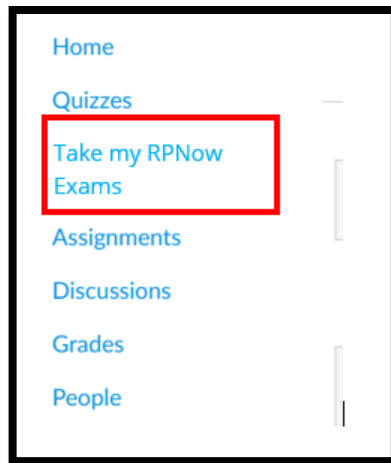 Home
Quizzes
Take my RPNow
Exams
Assignments
Discussions
Grades
People